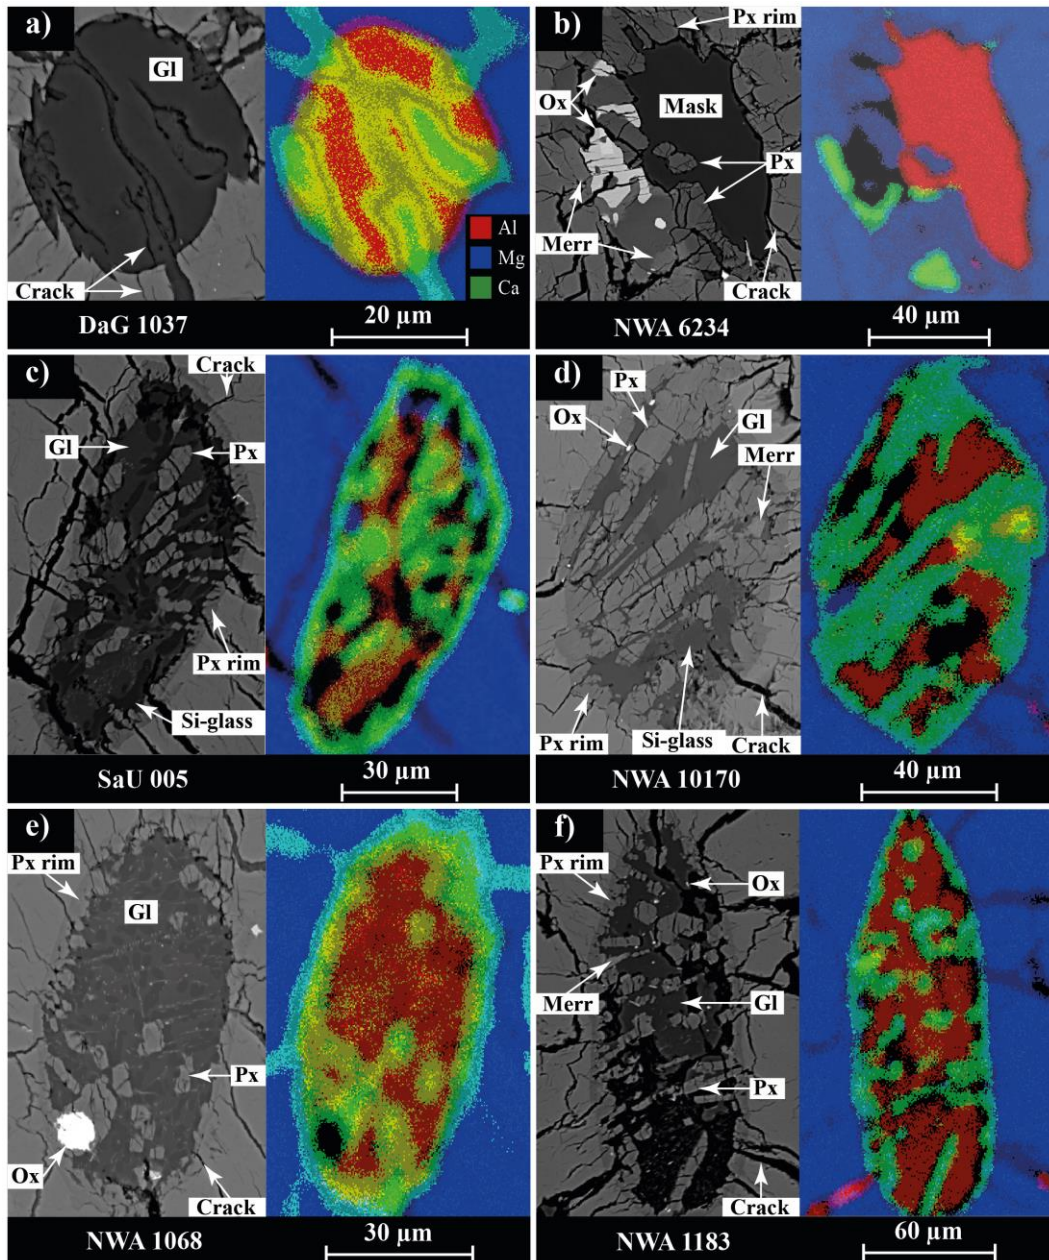 a)
Gl
Crack
Al
Mg
Ca
DaG 1037
20 µm
b)
Px rim
Ox
Mask
Px
Merr
Crack
NWA 6234
40 µm
c)
Crack
Gl
Px
Px rim
Si-glass
SaU 005
30 µm
d)
Px
Ox
Gl
Merr
Px rim
Si-glass
Crack
NWA 10170
40 µm
e)
Px rim
Gl
Px
Ox
Crack
NWA 1068
30 µm
f)
Px rim
Ox
Merr
Gl
Px
Crack
NWA 1183
60 µm